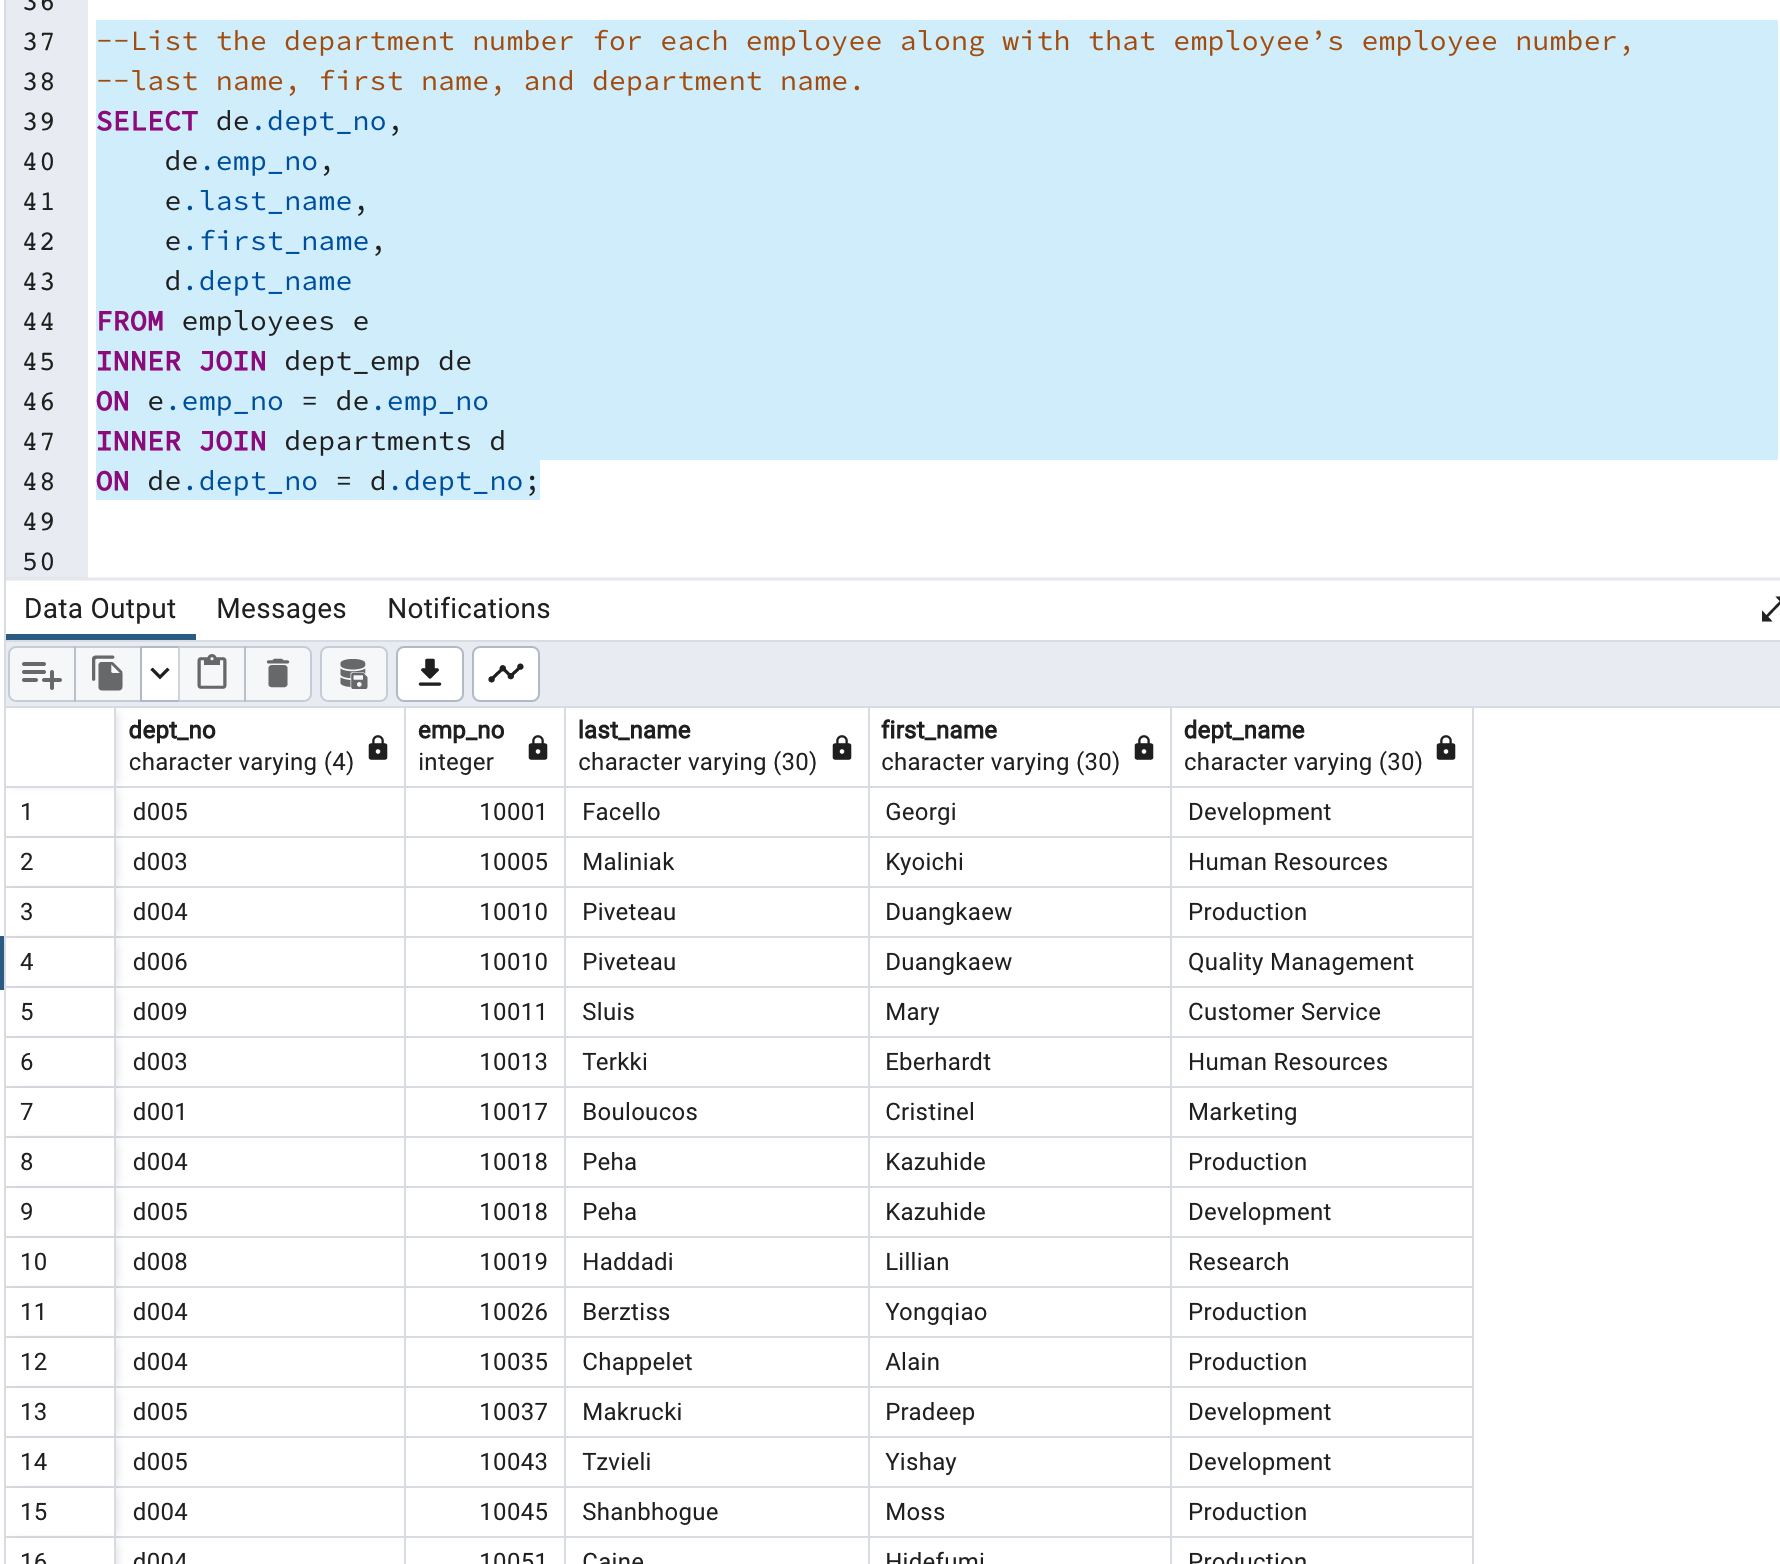 36
37 --List the department number for each employee along with that employee’s employee number,
38 --last name, first name, and department name.
39 SELECT de.dept_no,
40 de.emp_no,
41 e.last_name,
42 e.first_name,
43 d.dept_name
44 FROM employees e
45 INNER JOIN dept_emp de
46 ON e.emp_no = de.emp_no
47 INNER JOIN departments d
48 ON de.dept_no = d.dept_no;
49
50
Data Output Messages Notifications
dept_no emp_no last_name first_name dept_name
character varying (4) integer character varying (30) character varying (30) character varying (30)
1 d005 10001 Facello Georgi Development
2 d003 10005 Maliniak Kyoichi Human Resources
3 d004 10010 Piveteau Duangkaew Production
4 d006 10010 Piveteau Duangkaew Quality Management
5 d009 10011 Sluis Mary Customer Service
6 d003 10013 Terkki Eberhardt Human Resources
7 d001 10017 Bouloucos Cristinel Marketing
8 d004 10018 Peha Kazuhide Production
9 d005 10018 Peha Kazuhide Development
10 d008 10019 Haddadi Lillian Research
11 d004 10026 Berztiss Yongqiao Production
12 d004 10035 Chappelet Alain Production
13 d005 10037 Makrucki Pradeep Development
14 d005 10043 Tzvieli Yishay Development
15 d004 10045 Shanbhogue Moss Production
16 d004 10051 Caine Hidefumi Production